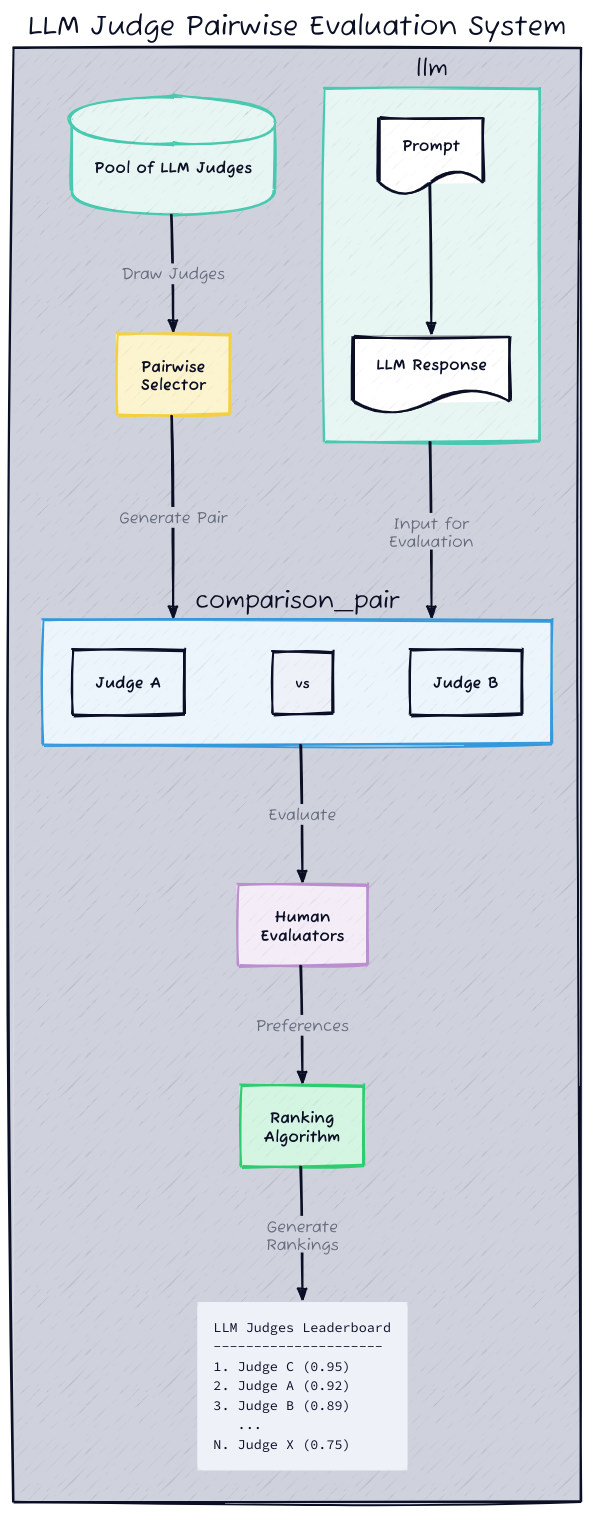 LLM Judge Pairwise Evaluation System
llm
Pool of LLM Judges
Prompt
Draw Judges
Pairwise
Selector
LLM Response
Generate Pair
Input for
Evaluation
comparison_pair
Judge A
vs
Judge B
Evaluate
Human
Evaluators
Preferences
Ranking
Algorithm
Generate
Rankings
LLM Judges Leaderboard
---------------------
1. Judge C (0.95)
2. Judge A (0.92)
3. Judge B (0.89)
...
N. Judge X (0.75)